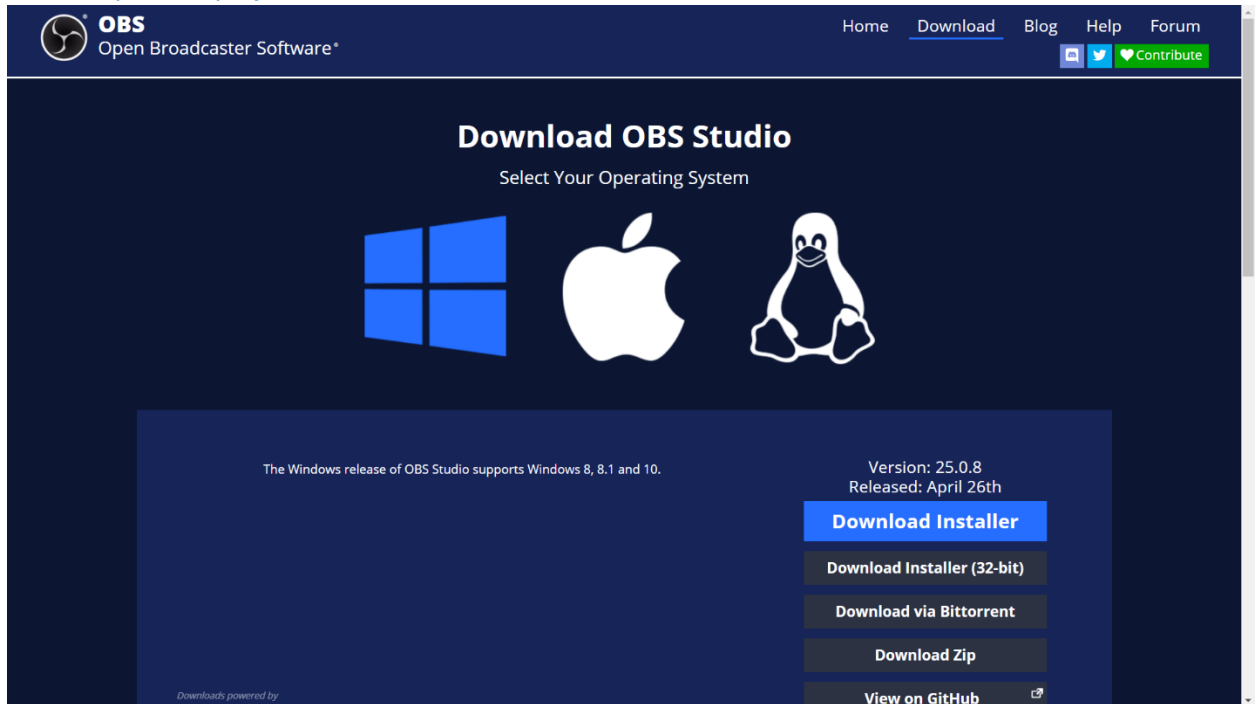 OBS
Open Broadcaster Software®
Home Download Blog Help Forum
Contribute
Download OBS Studio
Select Your Operating System
The Windows release of OBS Studio supports Windows 8, 8.1 and 10.
Version: 25.0.8
Released: April 26th
Download Installer
Download Installer (32-bit)
Download via Bittorrent
Download Zip
View on GitHub
Downloads powered by